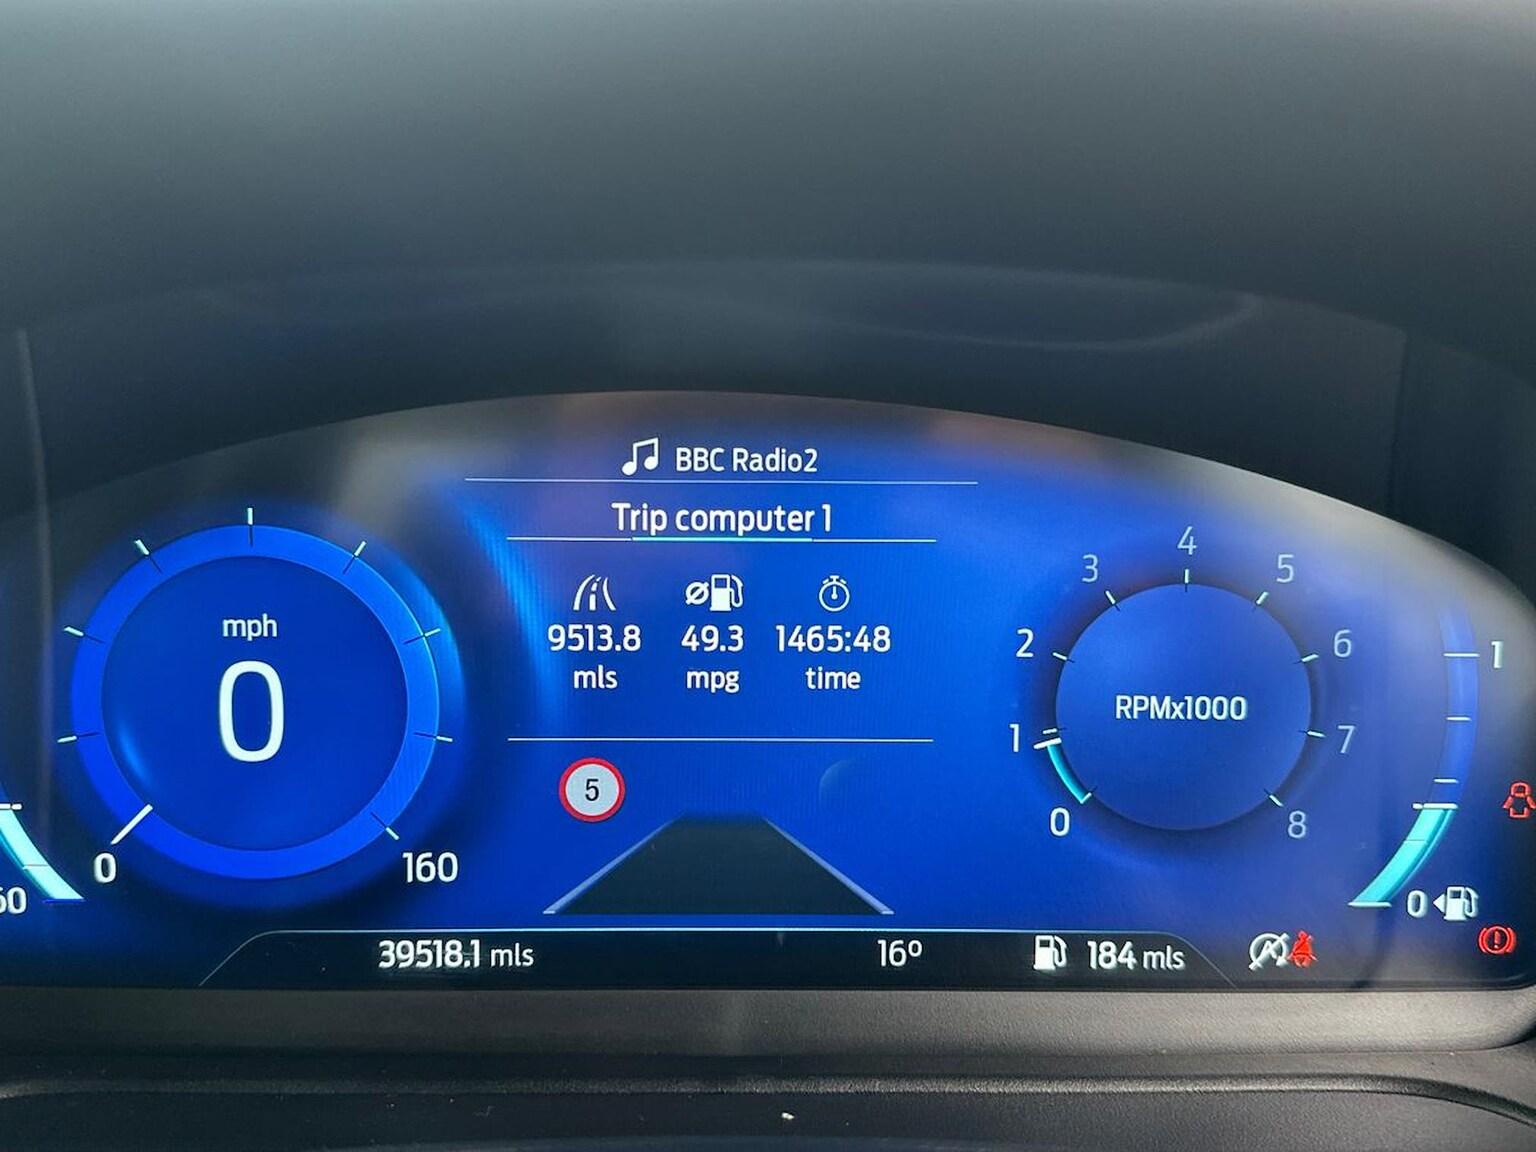 BBC Radio2
Trip computer 1
9513.8 49.3 1465:48
mls mpg time
mph
0
0 160
5
4
3 5
2 6
RPMx1000
1 7
0 8
1
0
39518.1 mls 16º 184 mls